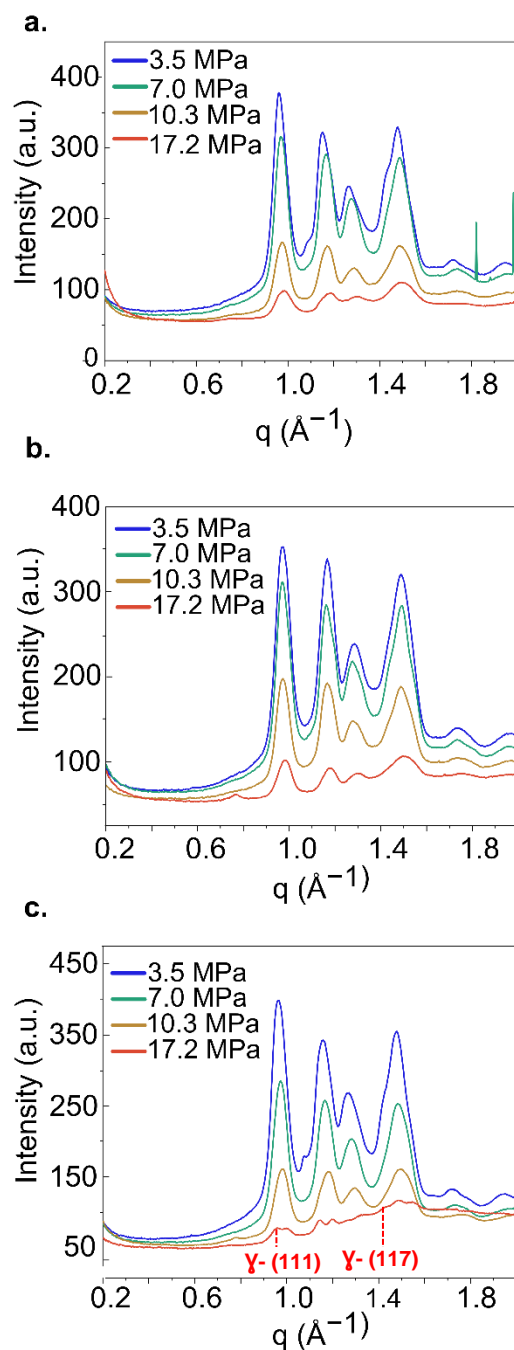 a.
3.5 MPa
7.0 MPa
10.3 MPa
17.2 MPa
Intensity (a.u.)
400
300
200
100
0
0.2 0.6 1.0 1.4 1.8
q (Å⁻¹)
b.
3.5 MPa
7.0 MPa
10.3 MPa
17.2 MPa
Intensity (a.u.)
400
300
200
100
0.2 0.6 1.0 1.4 1.8
q (Å⁻¹)
c.
3.5 MPa
7.0 MPa
10.3 MPa
17.2 MPa
Intensity (a.u.)
450
350
250
150
50
Ɣ- (111) Ɣ- (117)
0.2 0.6 1.0 1.4 1.8
q (Å⁻¹)